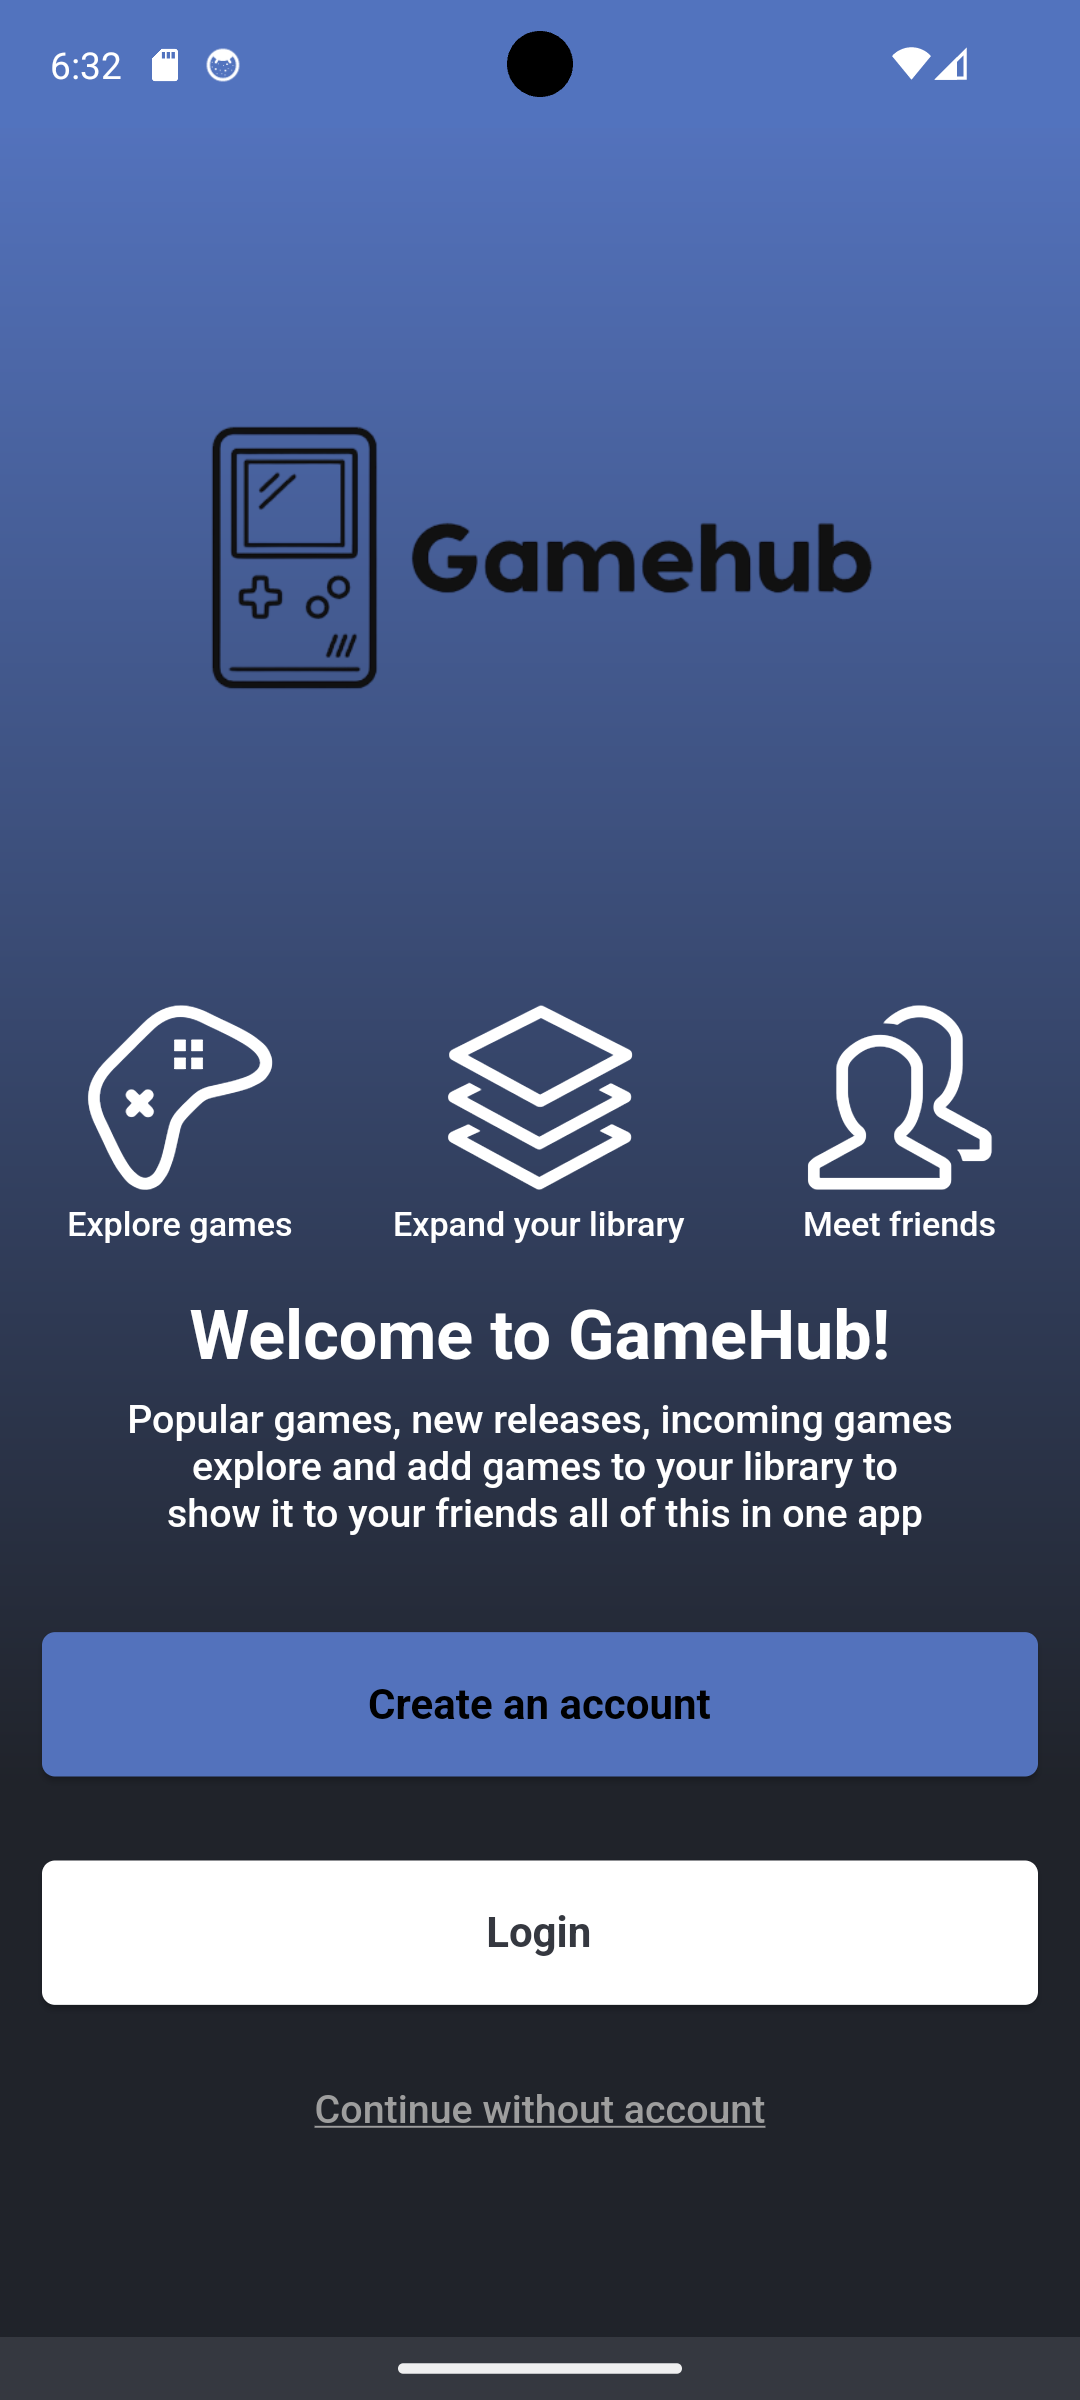 6:32
Gamehub
Explore games
Expand your library
Meet friends
Welcome to GameHub!
Popular games, new releases, incoming games
explore and add games to your library to
show it to your friends all of this in one app
Create an account
Login
Continue without account